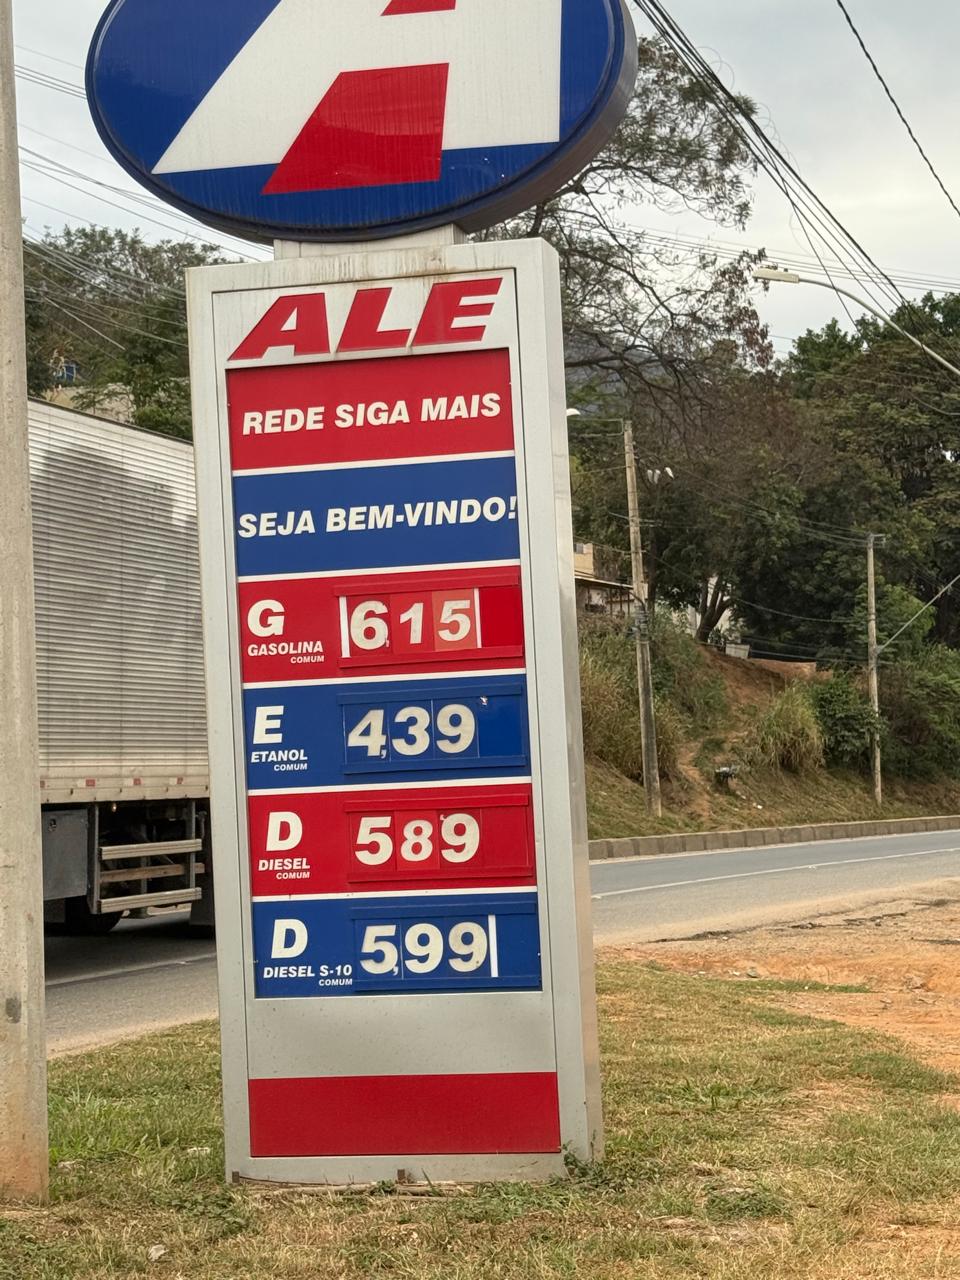 A
ALE
REDE SIGA MAIS
SEJA BEM-VINDO!
G 6,15
GASOLINA
COMUM
E 4,39
ETANOL
COMUM
D 589
DIESEL
COMUM
D 5,99
DIESEL S-10
COMUM